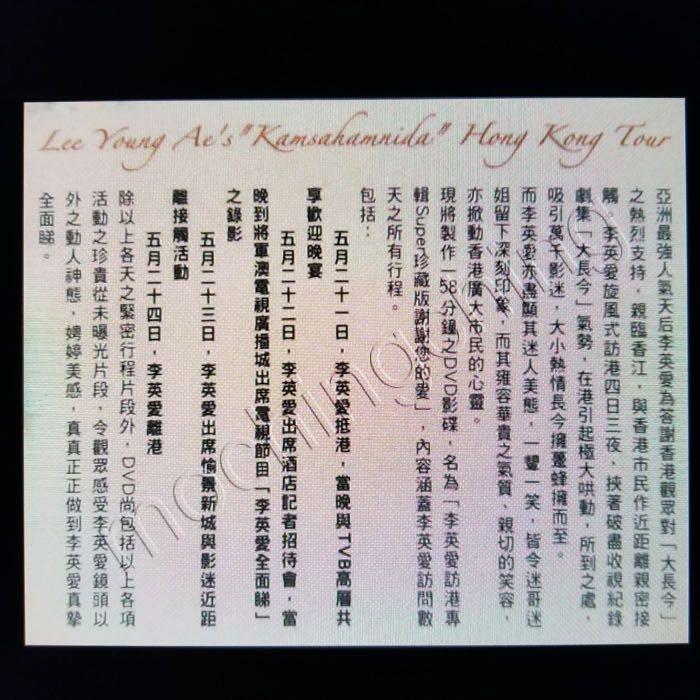 Lee Young Ae's "Kamsahamnida" Hong Kong Tour
亞洲最強人氣天后李英愛為答謝香港觀眾對「大長今」
之熱烈支持，親臨香江，與香港市民作近距離親密接
觸。李英愛旋風式訪港四日三夜、挾著破盡收視紀錄
劇集「大長今」氣勢，在港引起極大哄動，所到之處，
吸引萬千影迷，大小熱情長今擁躉蜂擁而至。
而李英愛亦盡顯其迷人美態，一顰一笑，皆令迷哥迷
姐留下深刻印象，而其雍容華貴之氣質、親切的笑容，
亦掀動香港廣大市民的心靈。
現將製作一58分鐘之DVD影碟，名為「李英愛訪港專
輯Super珍藏版謝謝您的愛」，內容涵蓋李英愛訪問數
天之所有行程。
包括：
五月二十一日，李英愛抵港，當晚與TVB高層共
享歡迎晚宴
五月二十二日，李英愛出席酒店記者招待會，當
晚到將軍澳電視廣播城出席電視節目「李英愛全面睇」
之錄影
五月二十三日，李英愛出席愉景新城與影迷近距
離接觸活動
五月二十四日，李英愛離港
除以上各天之緊密行程片段外，DVD尚包括以上各項
活動之珍貴從未曝光片段，令觀眾感受李英愛鏡頭以
外之動人神態，娉婷美感，真真正正做到李英愛真摯
全面睇。